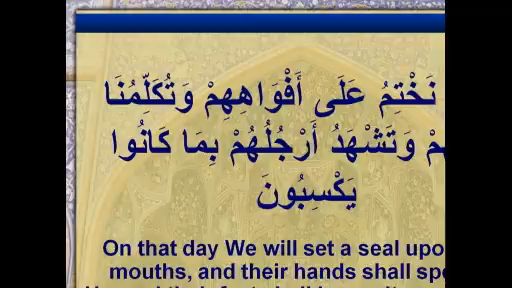 نَخْتِمُ عَلَى أَفْوَاهِهِمْ وَتُكَلِّمُنَا
وَتَشْهَدُ أَرْجُلُهُمْ بِمَا كَانُوا
يَكْسِبُونَ
On that day We will set a seal upo
mouths, and their hands shall spe